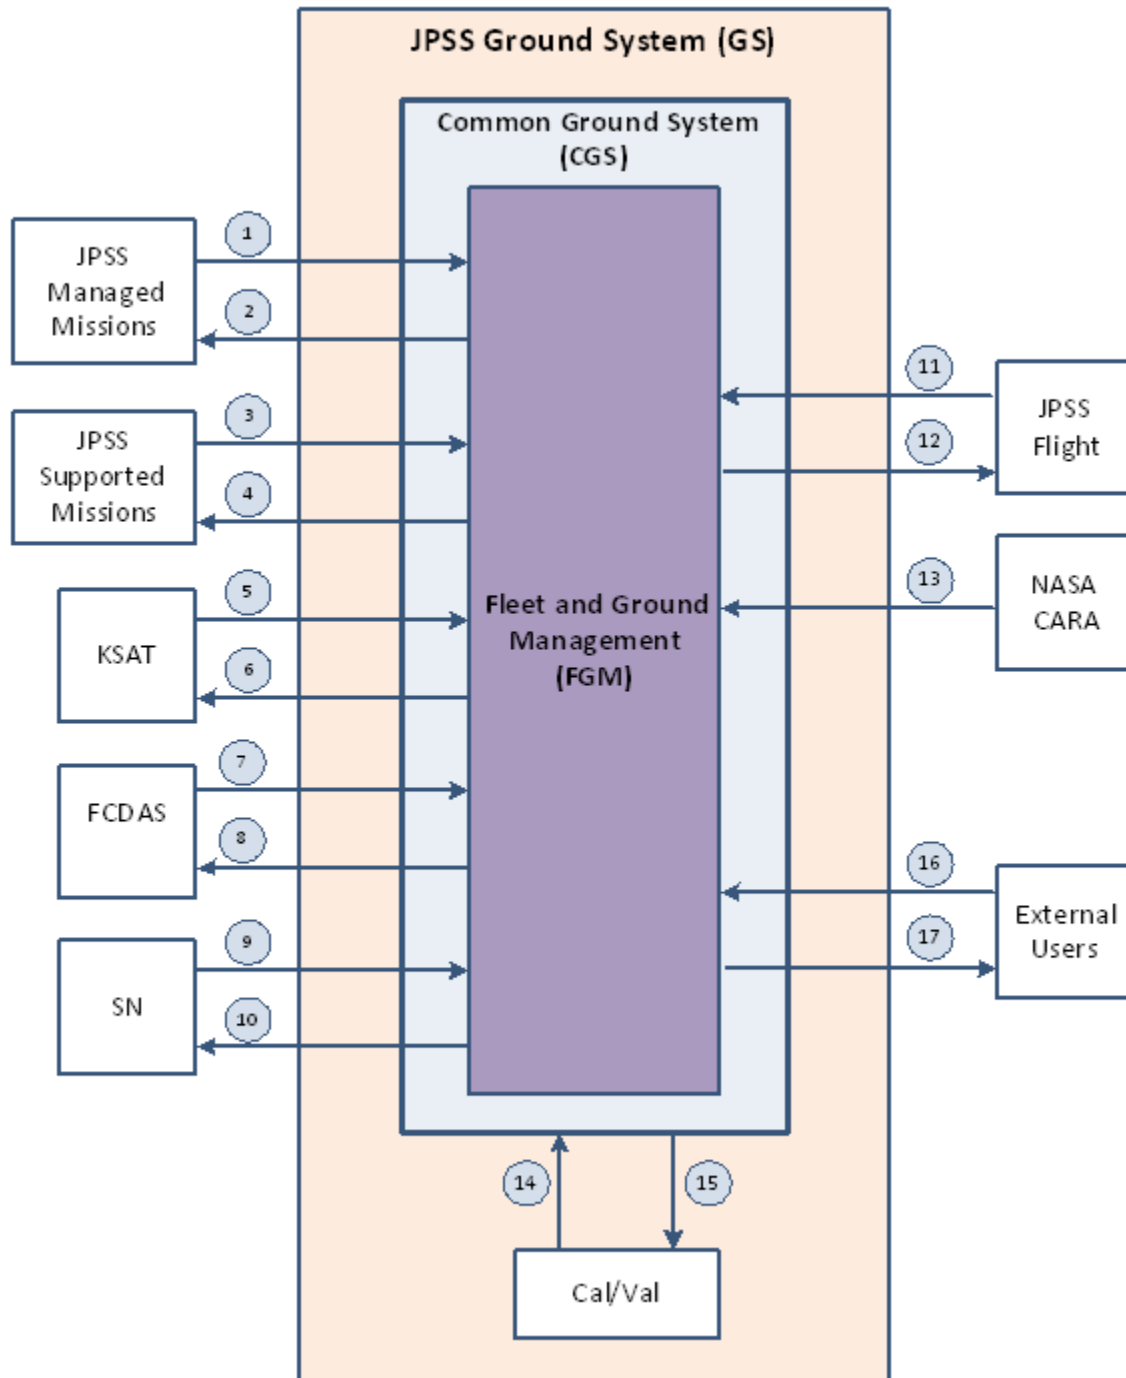 JPSS Ground System (GS)
Common Ground System
(CGS)
Fleet and Ground
Management
(FGM)
JPSS
Managed
Missions
1
2
JPSS
Supported
Missions
3
4
KSAT
5
6
FCDAS
7
8
SN
9
10
11
12
JPSS
Flight
13
NASA
CARA
16
17
External
Users
14
15
Cal/Val